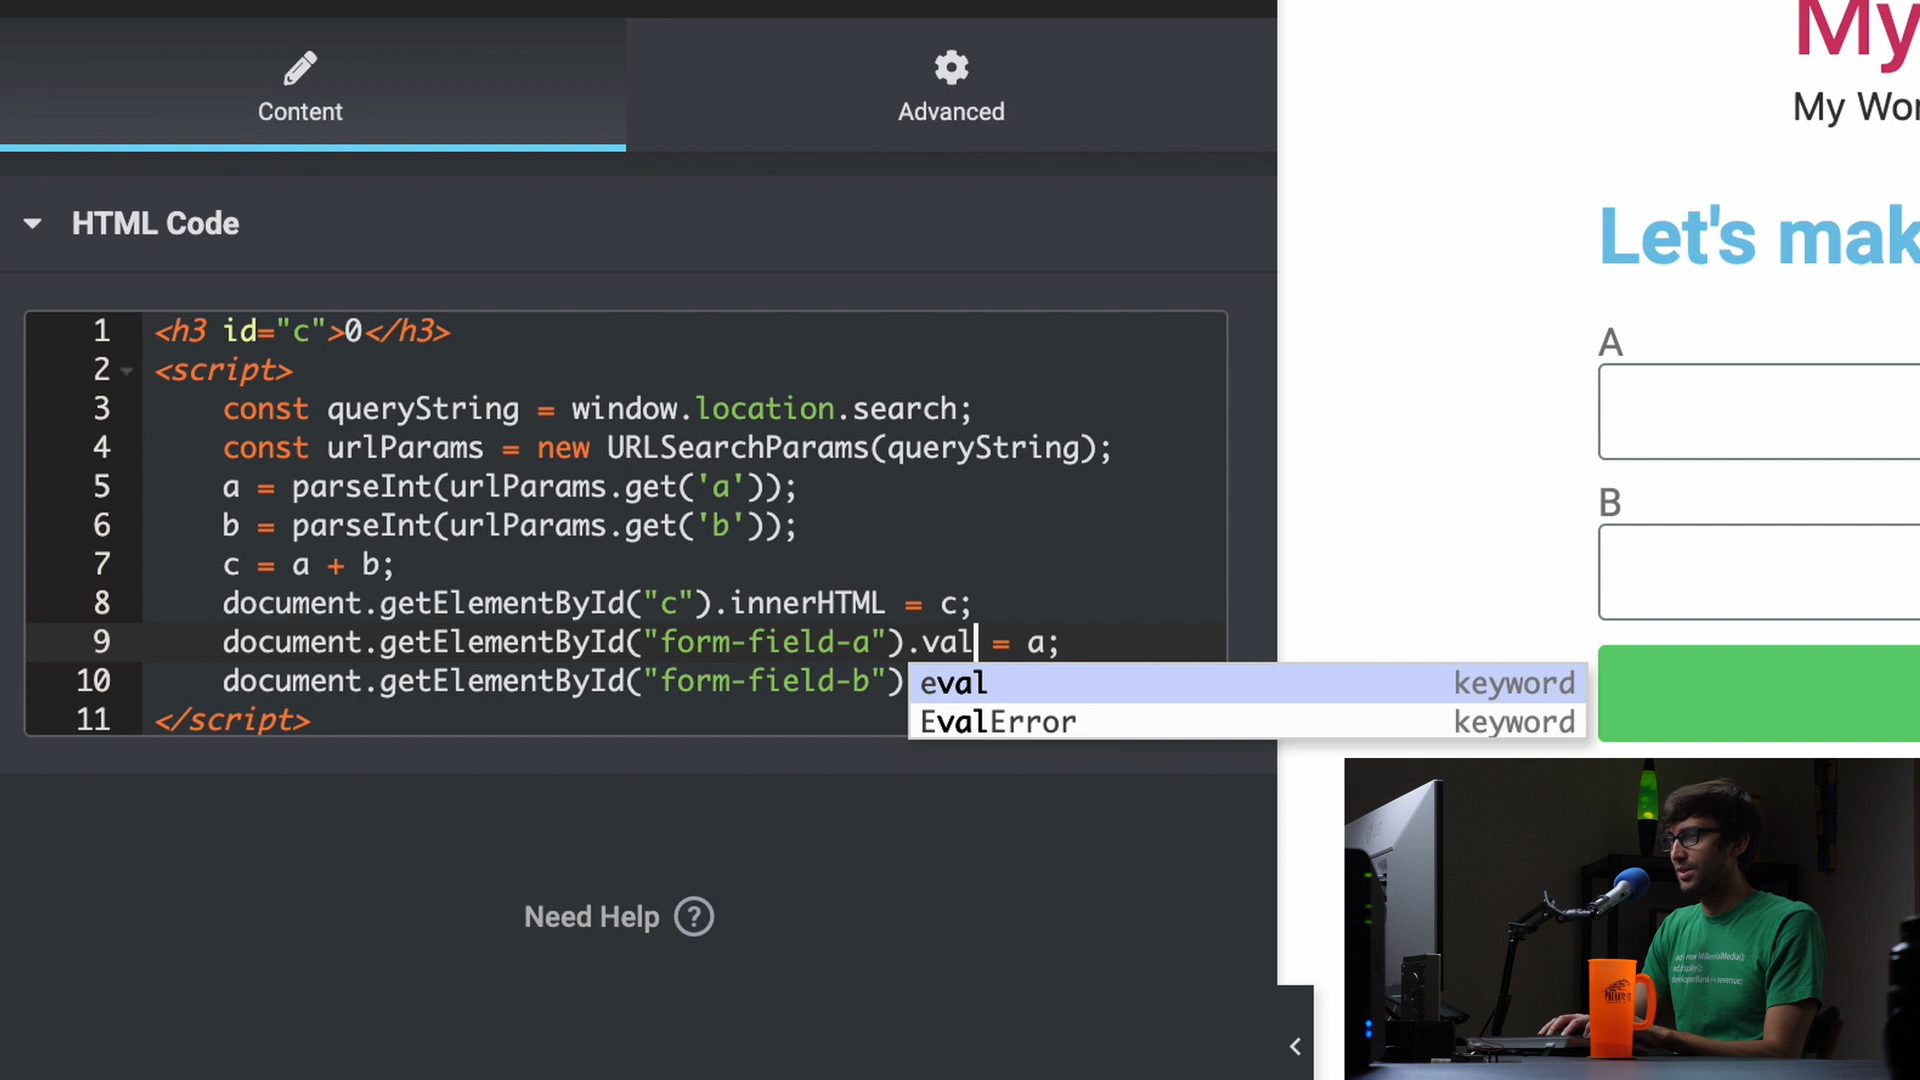 Content
Advanced
HTML Code
1 <h3 id="c">0</h3>
2 <script>
3 const queryString = window.location.search;
4 const urlParams = new URLSearchParams(queryString);
5 a = parseInt(urlParams.get('a'));
6 b = parseInt(urlParams.get('b'));
7 c = a + b;
8 document.getElementById("c").innerHTML = c;
9 document.getElementById("form-field-a").val = a;
10 document.getElementById("form-field-b")
11 </script>
eval keyword
EvalError keyword
Need Help ?
My
My Wor
Let's mak
A
B